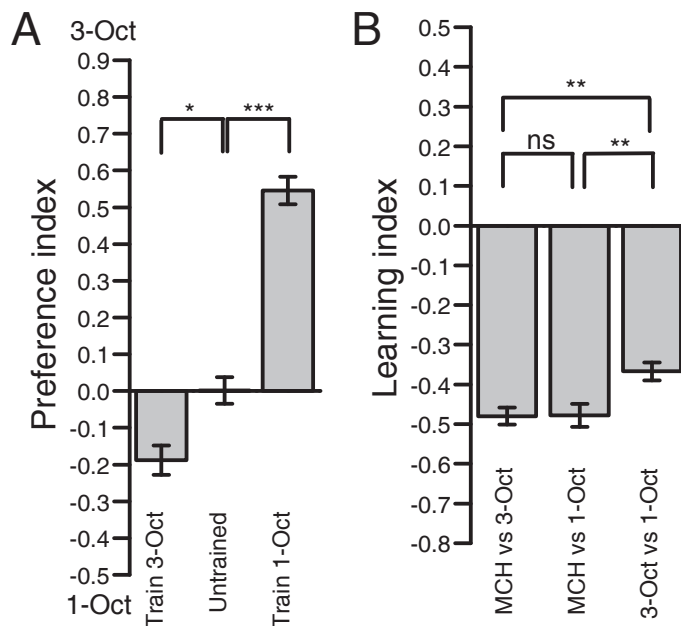 A
3-Oct
Preference index
0.9
0.8
0.7
0.6
0.5
0.4
0.3
0.2
0.1
0.0
-0.1
-0.2
-0.3
-0.4
-0.5
1-Oct
*
***
Train 3-Oct
Untrained
Train 1-Oct
B
Learning index
0.5
0.4
0.3
0.2
0.1
0.0
-0.1
-0.2
-0.3
-0.4
-0.5
-0.6
-0.7
-0.8
**
ns
**
MCH vs 3-Oct
MCH vs 1-Oct
3-Oct vs 1-Oct